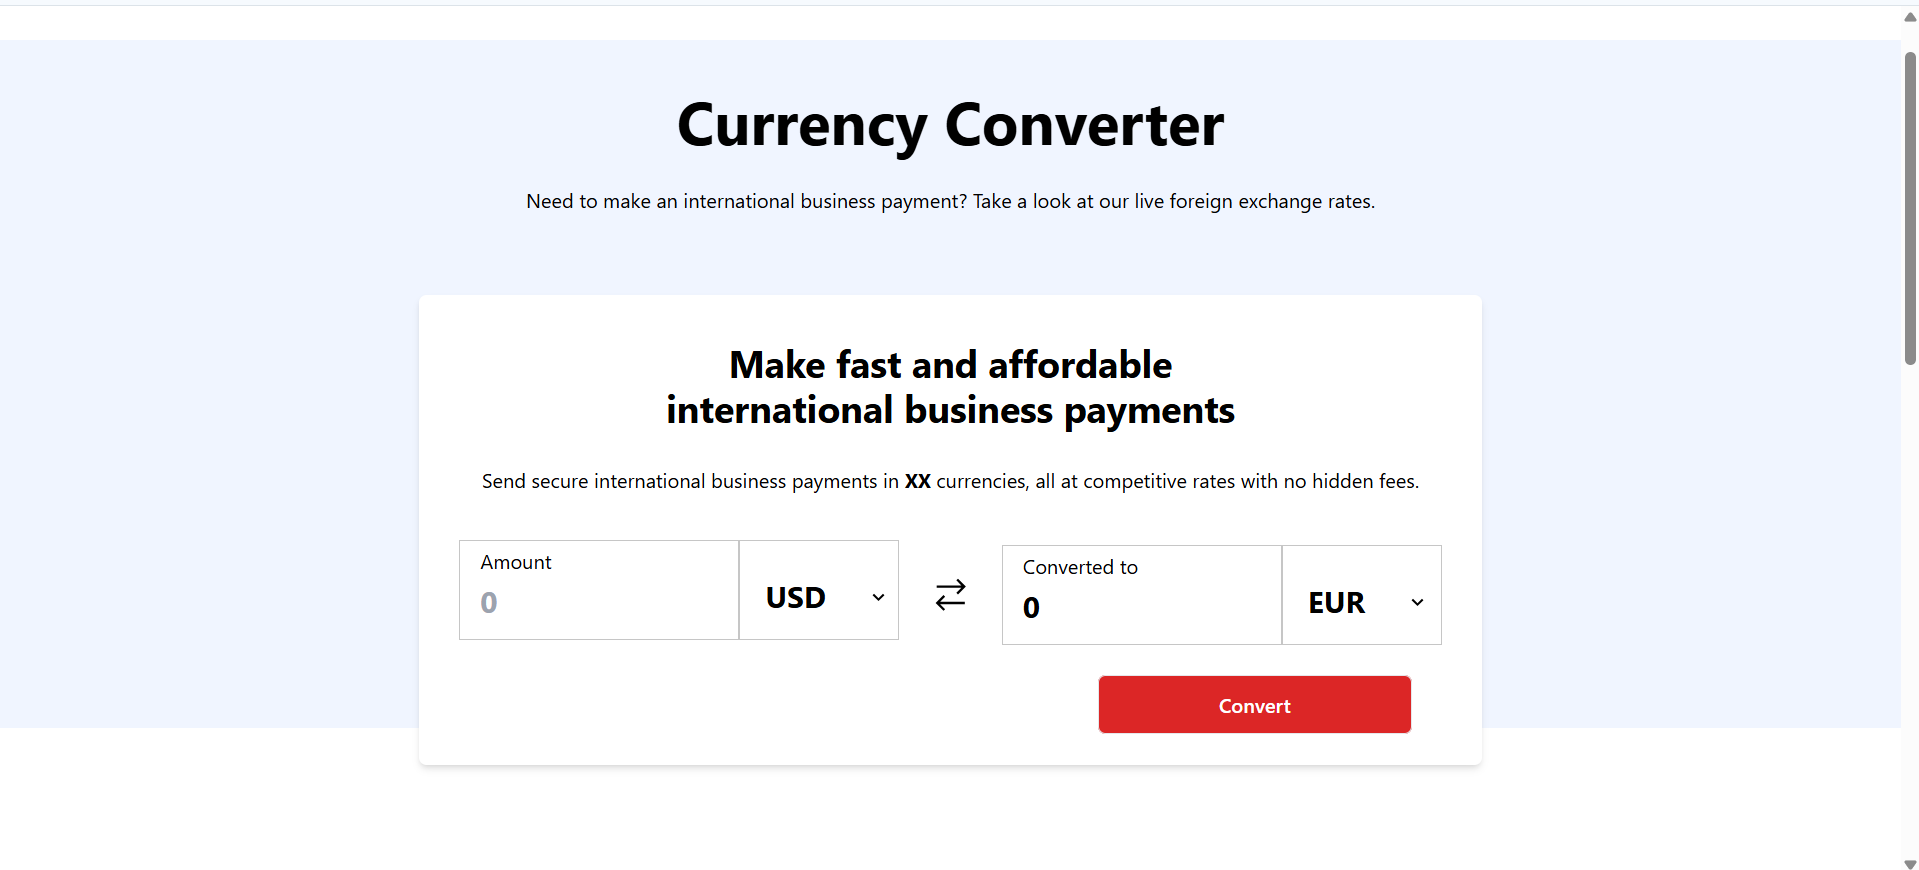 Currency Converter
Need to make an international business payment? Take a look at our live foreign exchange rates.
Make fast and affordable
international business payments
Send secure international business payments in XX currencies, all at competitive rates with no hidden fees.
Amount
0
USD
Converted to
0
EUR
Convert